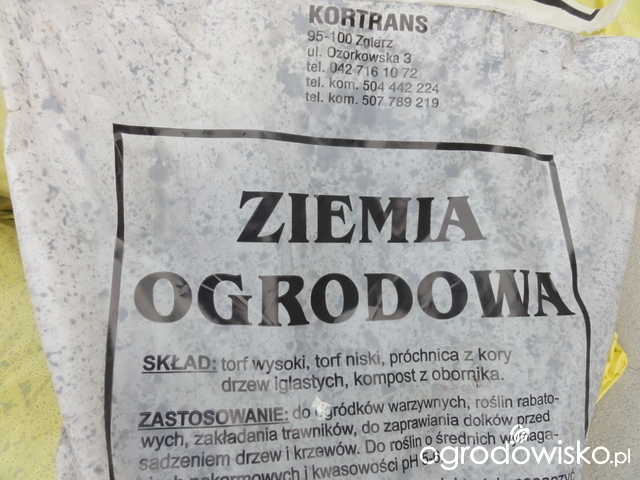 KORTRANS
95-100 Zgierz
ul. Ozorkowska 3
tel. 042 716 10 72
tel. kom. 504 442 224
tel. kom. 507 789 219
ZIEMIA
OGRODOWA
SKŁAD: torf wysoki, torf niski, próchnica z kory
drzew iglastych, kompost z obornika.
ZASTOSOWANIE: do ogródków warzywnych, roślin rabato-
wych, zakładania trawników, do zaprawiania dołków przed
sadzeniem drzew i krzewów. Do roślin o średnich wymaga-
pokarmowych i kwasowości pH
ogrodowisko.pl